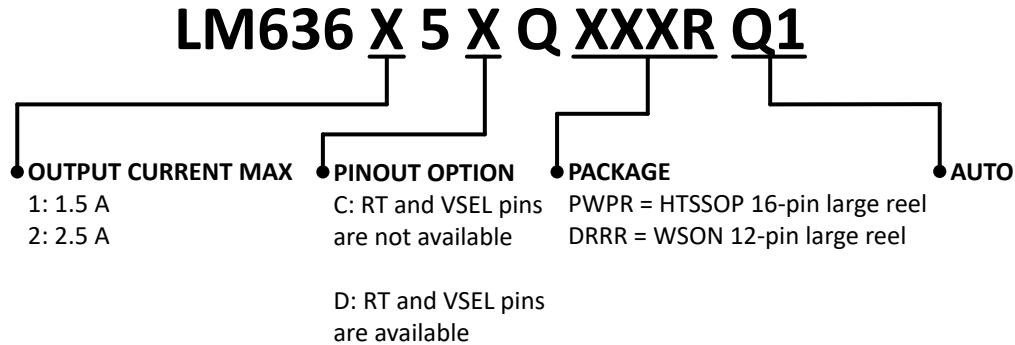 LM636 X 5 X Q XXXR Q1
OUTPUT CURRENT MAX
1: 1.5 A
2: 2.5 A
PINOUT OPTION
C: RT and VSEL pins
are not available
D: RT and VSEL pins
are available
PACKAGE
PWPR = HTSSOP 16-pin large reel
DRRR = WSON 12-pin large reel
AUTO